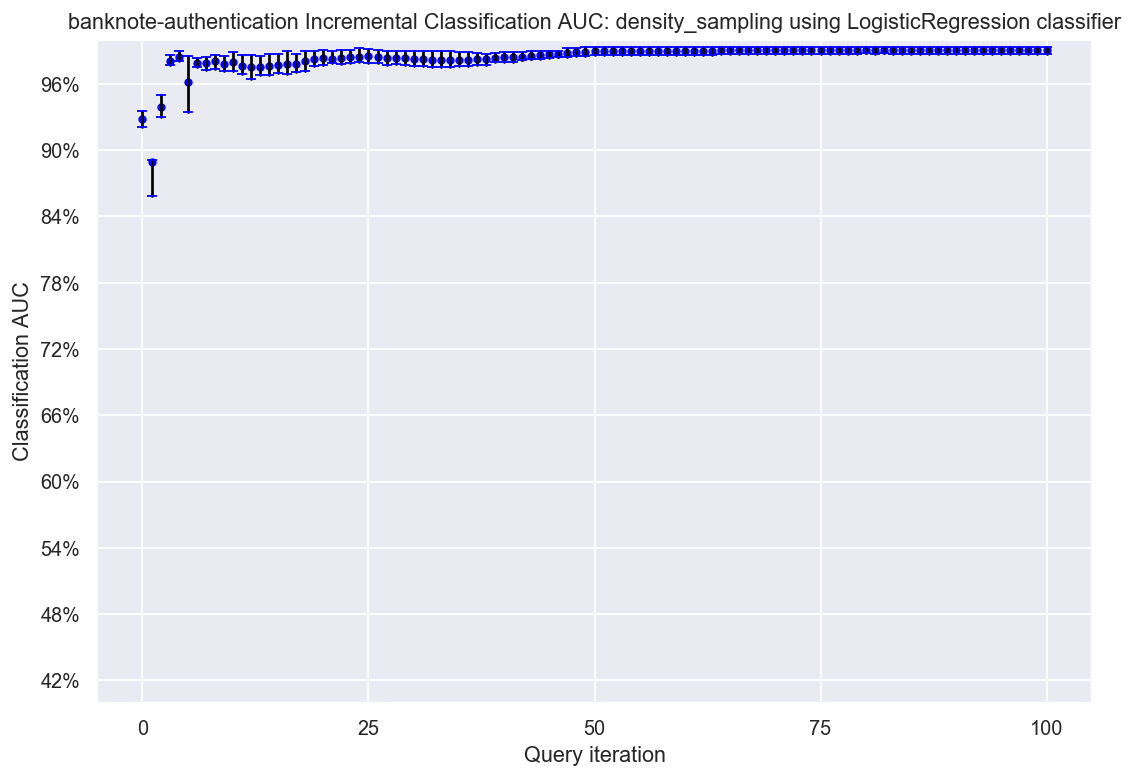 banknote-authentication Incremental Classification AUC: density_sampling using LogisticRegression classifier
96%
90%
84%
78%
72%
66%
60%
54%
48%
42%
Classification AUC
0 25 50 75 100
Query iteration